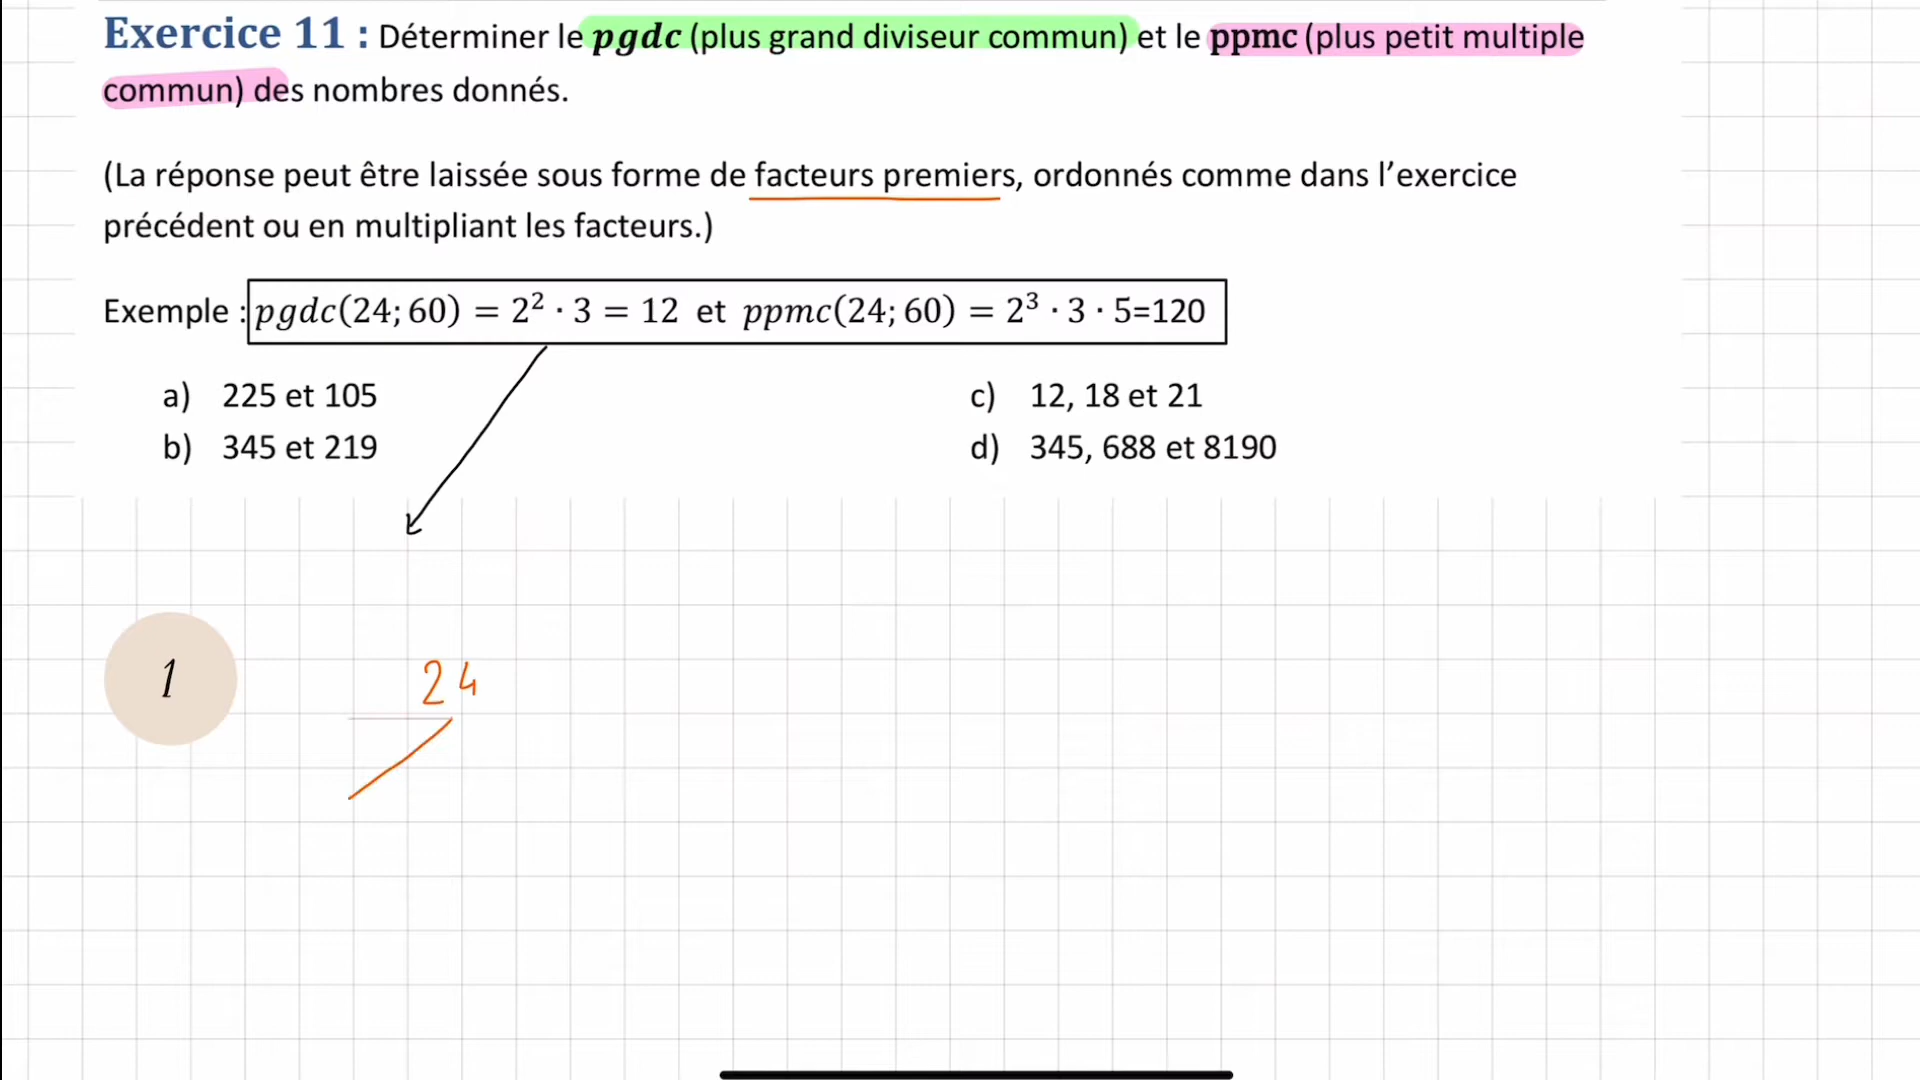 Exercice 11 : Déterminer le pgdc (plus grand diviseur commun) et le ppmc (plus petit multiple
commun) des nombres donnés.
(La réponse peut être laissée sous forme de facteurs premiers, ordonnés comme dans l’exercice
précédent ou en multipliant les facteurs.)
Exemple : pgdc(24; 60) = 2² · 3 = 12 et ppmc(24; 60) = 2³ · 3 · 5=120
a) 225 et 105
b) 345 et 219
c) 12, 18 et 21
d) 345, 688 et 8190
1
24